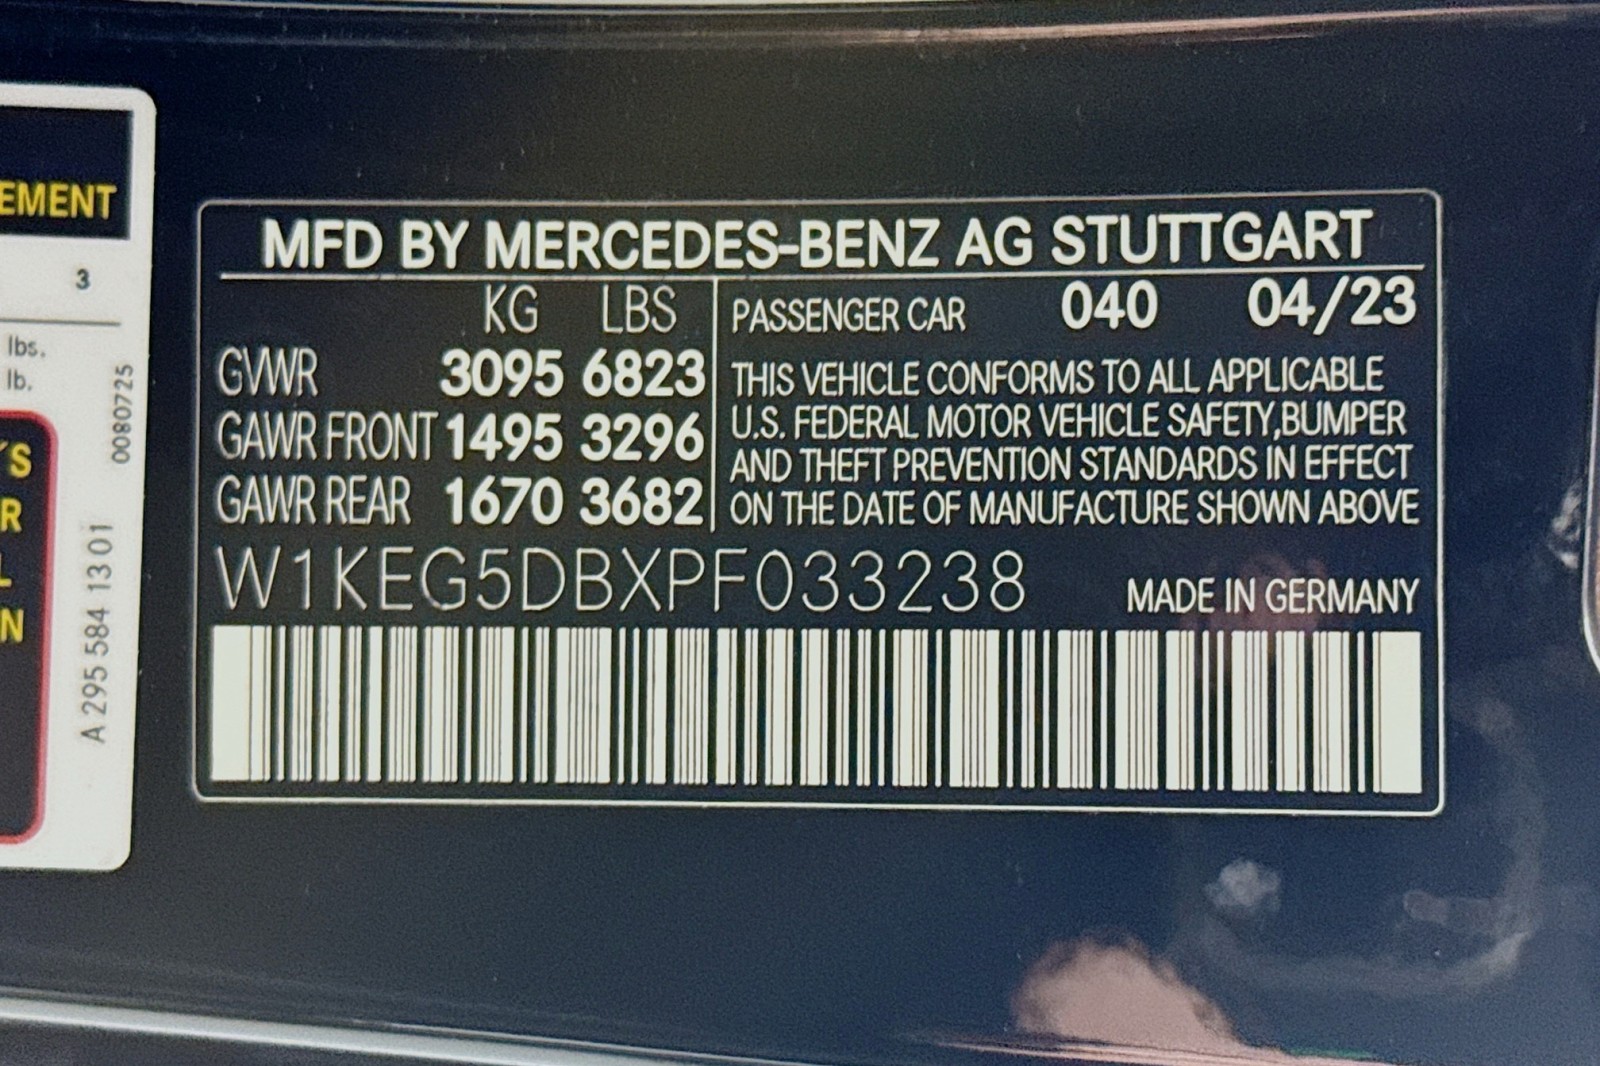 EMENT
3
lbs.
lb.
'S
R
L
N
0080725
A 295 584 13 01
MFD BY MERCEDES-BENZ AG STUTTGART
KG LBS
GVWR 3095 6823
GAWR FRONT 1495 3296
GAWR REAR 1670 3682
PASSENGER CAR 040 04/23
THIS VEHICLE CONFORMS TO ALL APPLICABLE
U.S. FEDERAL MOTOR VEHICLE SAFETY,BUMPER
AND THEFT PREVENTION STANDARDS IN EFFECT
ON THE DATE OF MANUFACTURE SHOWN ABOVE
W1KEG5DBXPF033238
MADE IN GERMANY